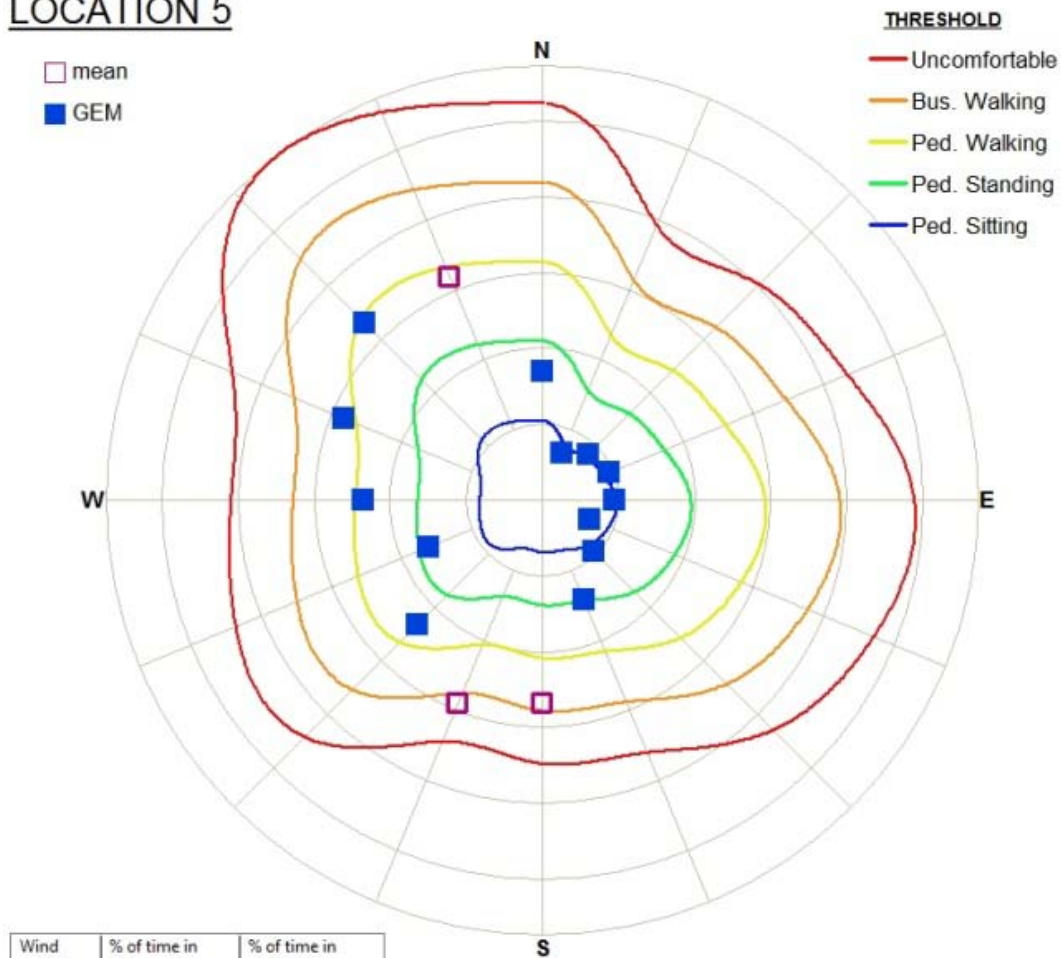 LOCATION 5
mean
GEM
THRESHOLD
Uncomfortable
Bus. Walking
Ped. Walking
Ped. Standing
Ped. Sitting
N
W
E
S
Wind
% of time in
% of time in